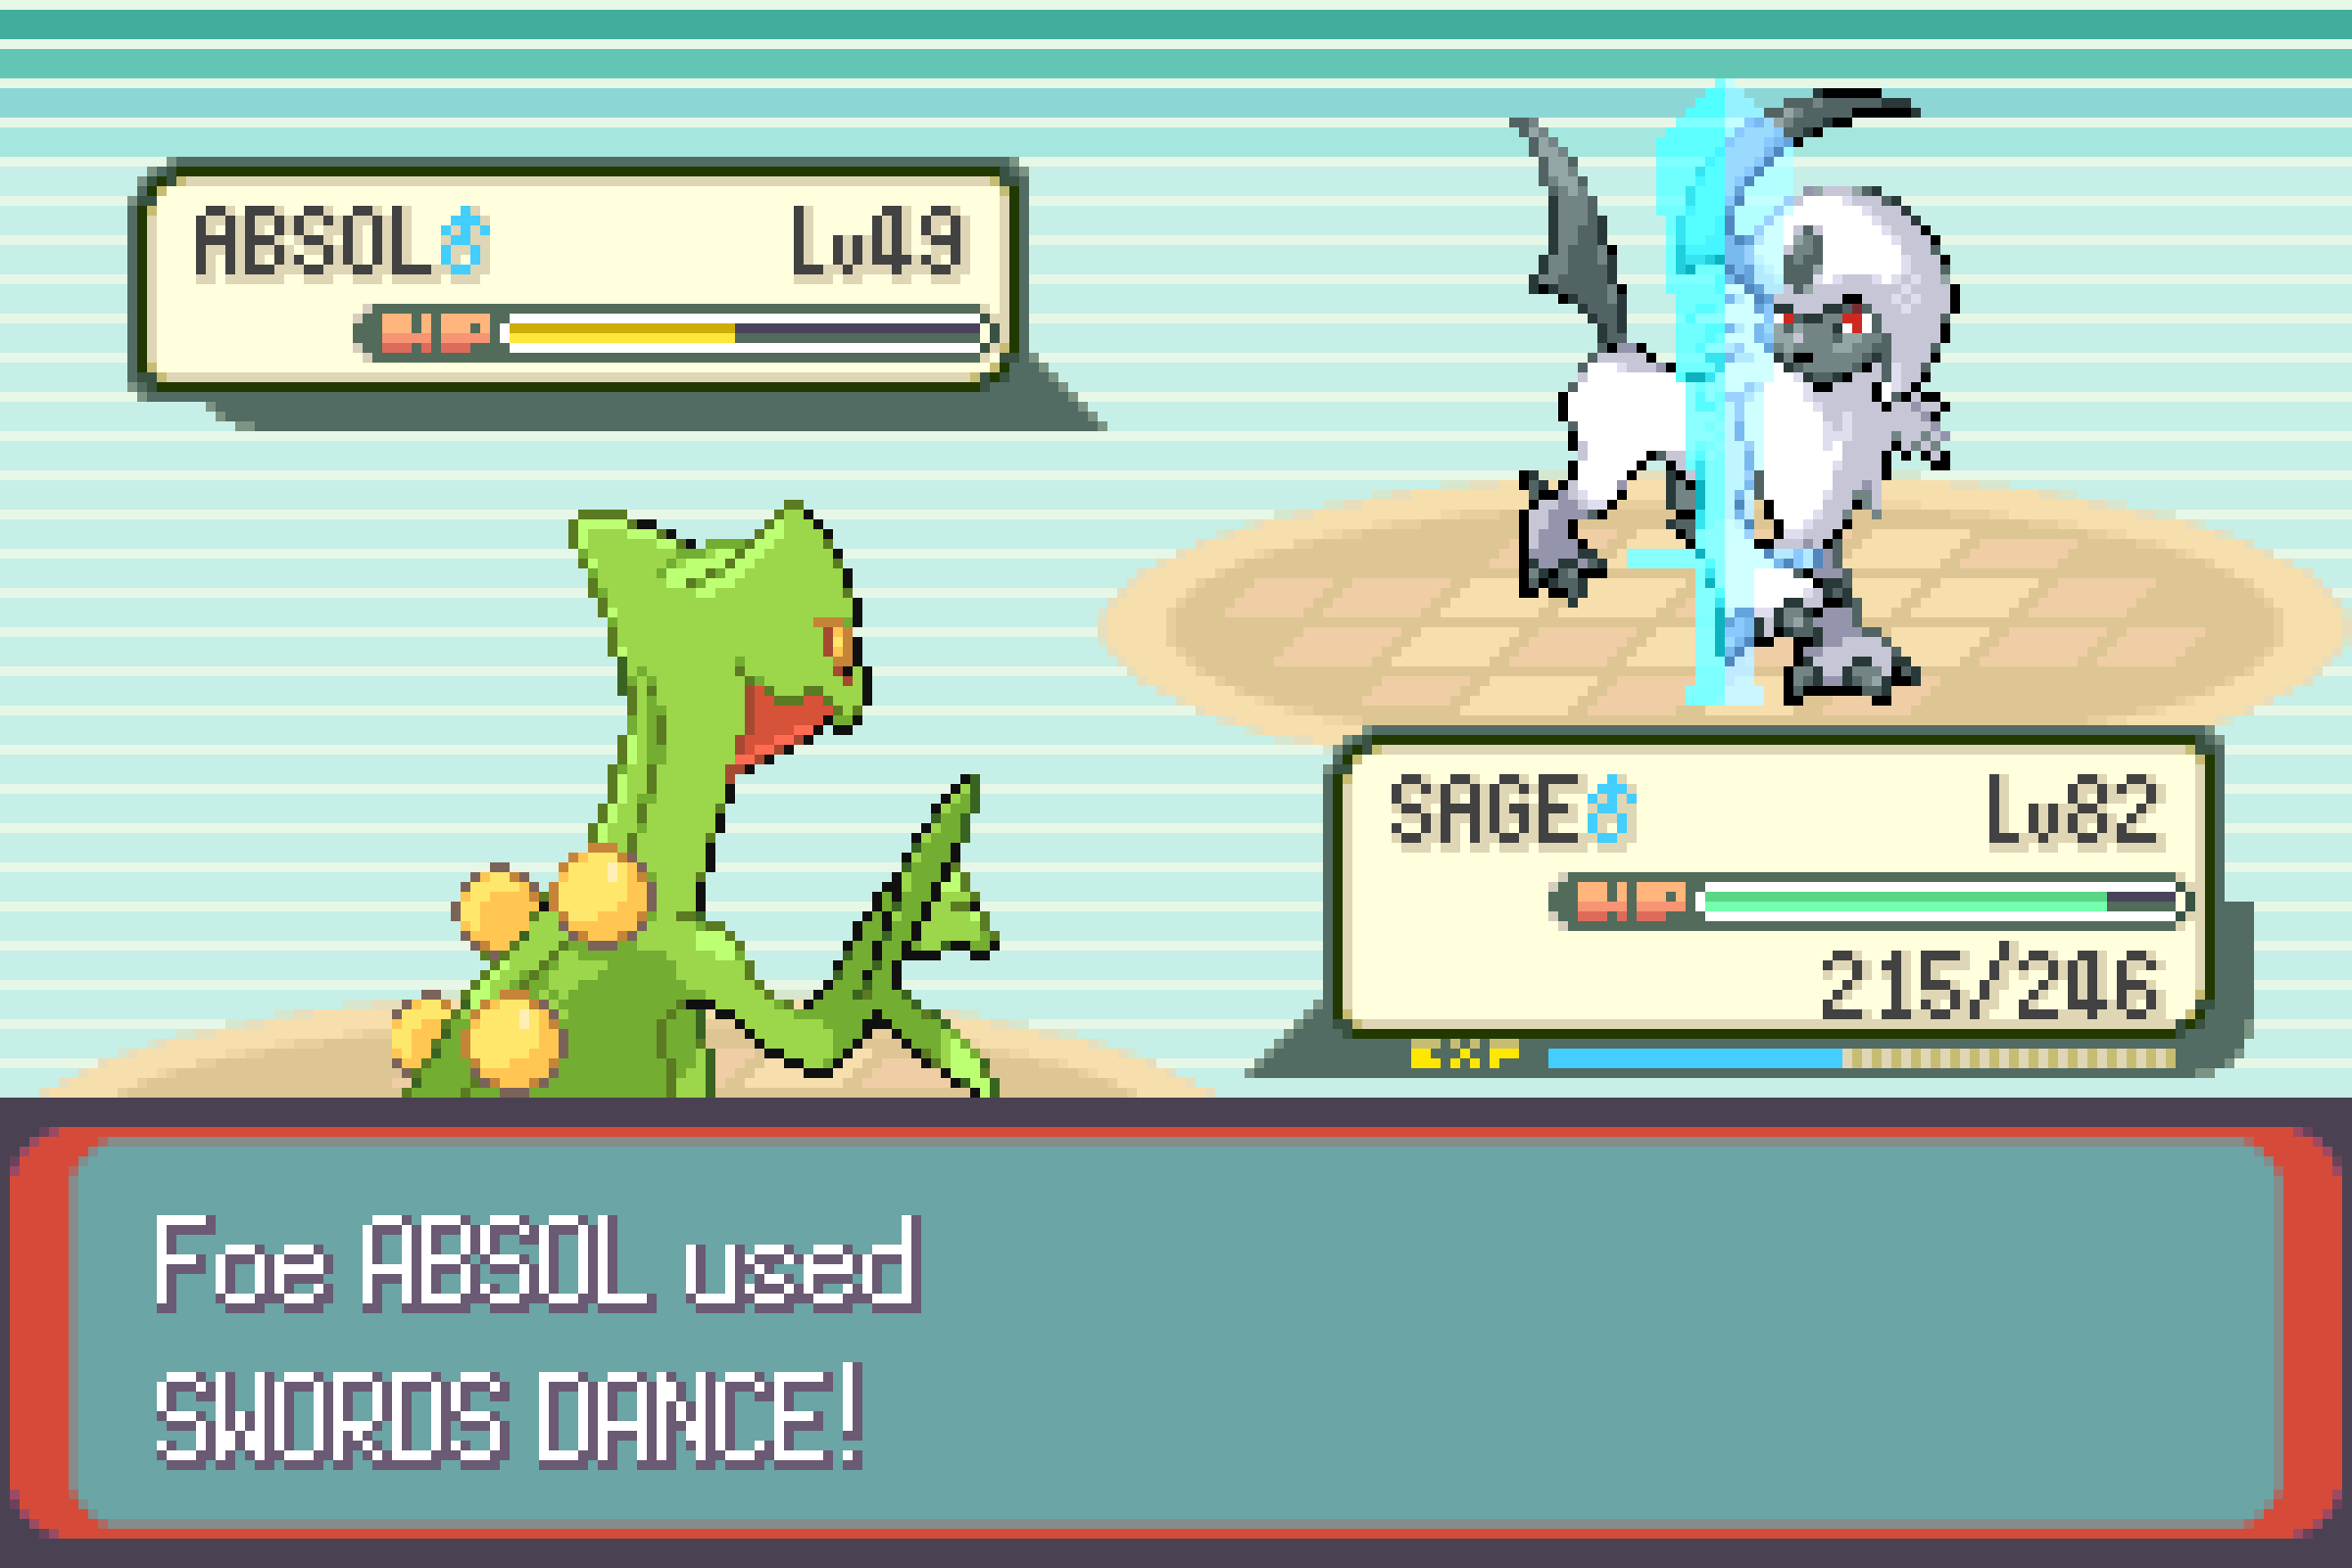 ABSOL♂ Lv49
HP
SAGE♂ Lv82
HP
215/246
EXP
Foe ABSOL used
SWORDS DANCE!